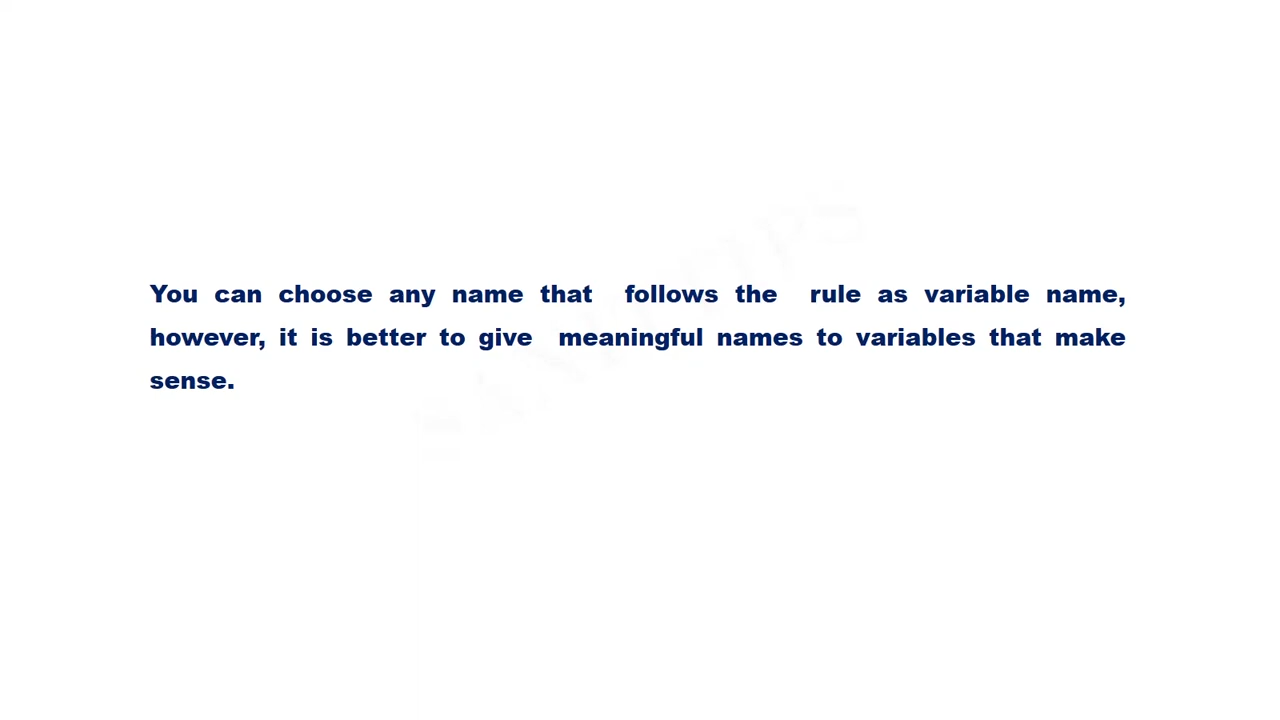 You can choose any name that follows the rule as variable name,
however, it is better to give meaningful names to variables that make
sense.